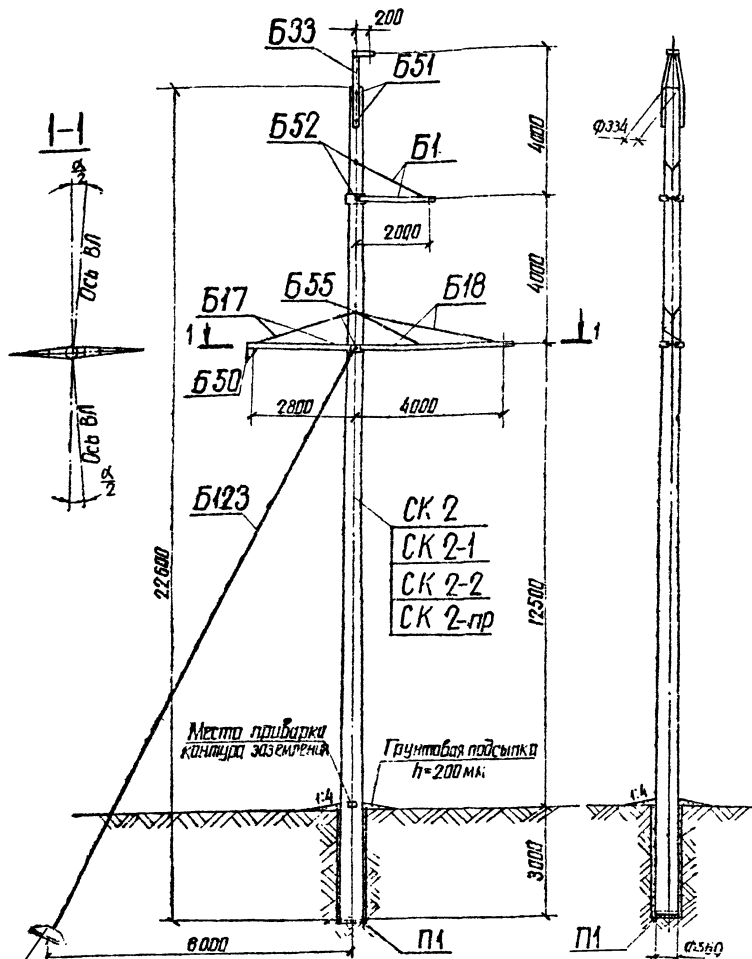 200
Б33
Б51
1-1
Б52
Б1
ф334
4000
α/2
2000
Ось ВЛ
4000
Б17
Б55
Б18
1
1
Б50
2800
4000
Ось ВЛ
α/2
Б123
СК 2
СК 2-1
СК 2-2
СК 2-пр
22600
12500
Место приварки
контура заземления
Грунтовая подсыпка
h=200мм
1:4
1:4
3000
6000
П1
П1
ф560